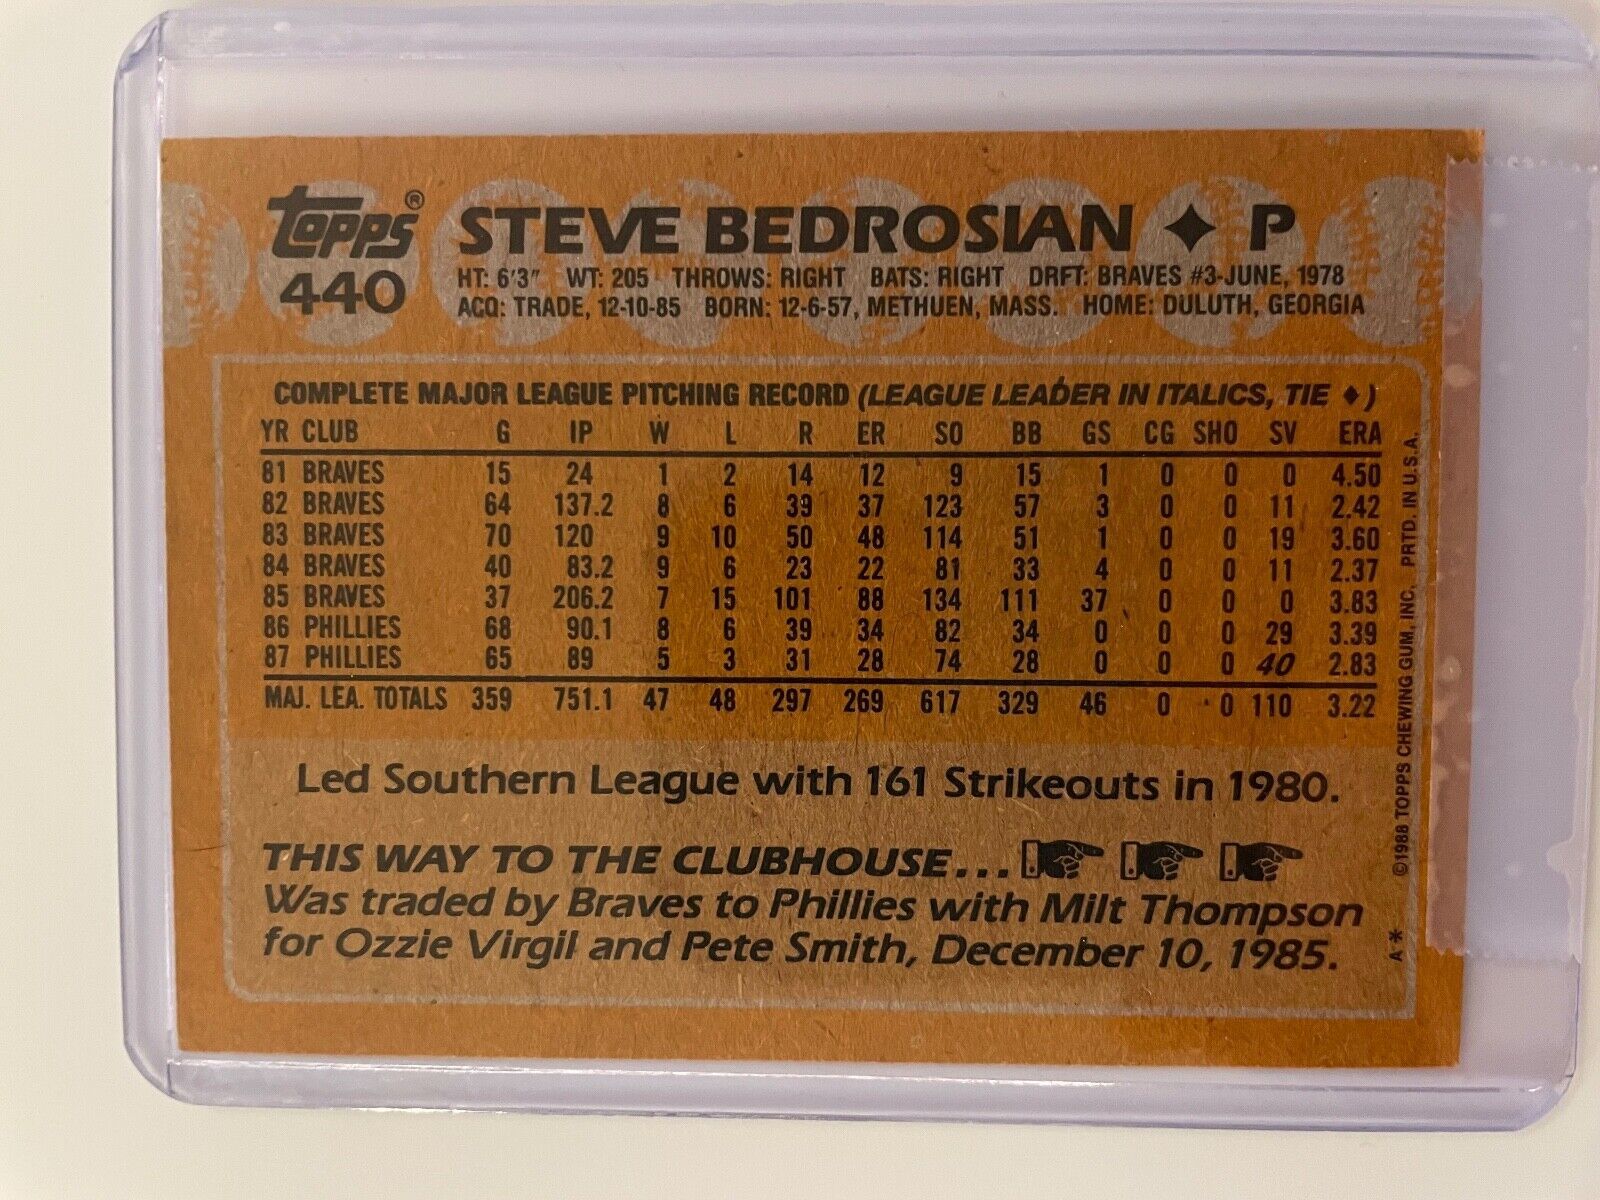 Topps®
440
STEVE BEDROSIAN ✦ P
HT: 6'3" WT: 205 THROWS: RIGHT BATS: RIGHT DRFT: BRAVES #3-JUNE, 1978
ACQ: TRADE, 12-10-85 BORN: 12-6-57, METHUEN, MASS. HOME: DULUTH, GEORGIA
COMPLETE MAJOR LEAGUE PITCHING RECORD (LEAGUE LEADER IN ITALICS, TIE ♦)
YR CLUB G IP W L R ER SO BB GS CG SHO SV ERA
81 BRAVES 15 24 1 2 14 12 9 15 1 0 0 0 4.50
82 BRAVES 64 137.2 8 6 39 37 123 57 3 0 0 11 2.42
83 BRAVES 70 120 9 10 50 48 114 51 1 0 0 19 3.60
84 BRAVES 40 83.2 9 6 23 22 81 33 4 0 0 11 2.37
85 BRAVES 37 206.2 7 15 101 88 134 111 37 0 0 0 3.83
86 PHILLIES 68 90.1 8 6 39 34 82 34 0 0 0 29 3.39
87 PHILLIES 65 89 5 3 31 28 74 28 0 0 0 40 2.83
MAJ. LEA. TOTALS 359 751.1 47 48 297 269 617 329 46 0 0 110 3.22
Led Southern League with 161 Strikeouts in 1980.
THIS WAY TO THE CLUBHOUSE...
Was traded by Braves to Phillies with Milt Thompson
for Ozzie Virgil and Pete Smith, December 10, 1985.
A* ©1988 TOPPS CHEWING GUM, INC. PRTD. IN U.S.A.